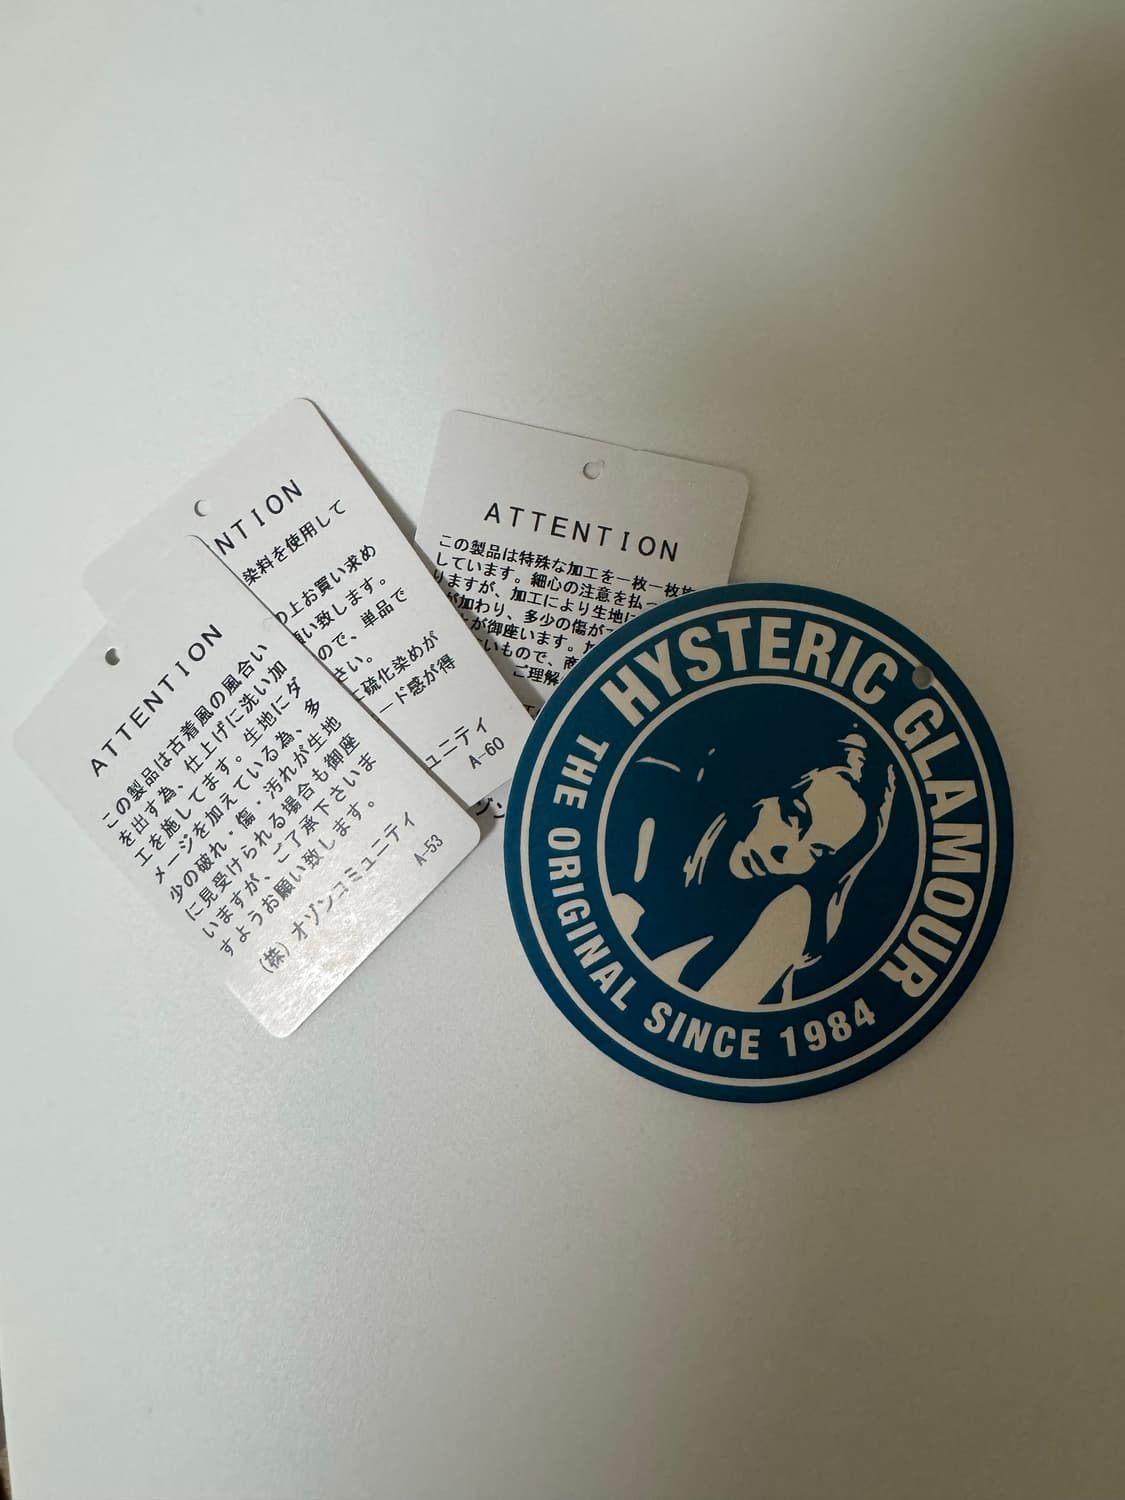 ATTENTION
この製品は古着風の風合い
を出す為、仕上げに洗い加
工を施してます。生地にダ
メージを加えている為、多
少の破れ・傷・汚れが生地
に見受けられる場合も御座
いますが、ご了承下さいま
すようお願い致します。
(株) オゾンコミュニティ
A-53
NTION
染料を使用して
の上お買い求め
願い致します。
ので、単品で
さい。
に硫化染めが
ード感が得
ユニティ
A-60
ATTENTION
この製品は特殊な加工を一枚一枚
しています。細心の注意を払っ
りますが、加工により生地に
が加わり、多少の傷が
が御座います。
いもので、商
ご理解
HYSTERIC GLAMOUR
THE ORIGINAL SINCE 1984